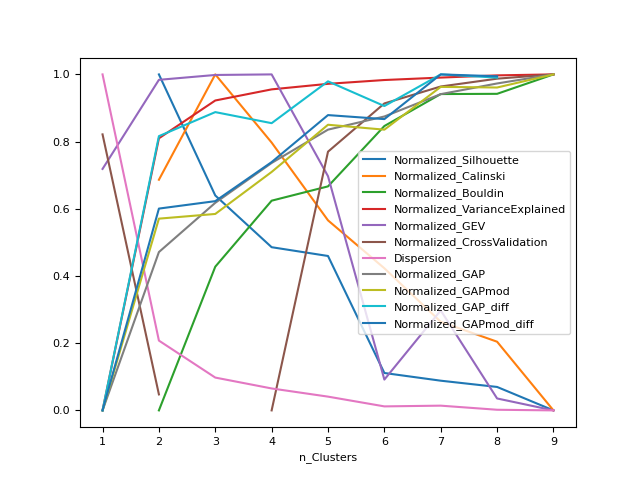 1.0
0.8
0.6
0.4
0.2
0.0
Normalized_Silhouette
Normalized_Calinski
Normalized_Bouldin
Normalized_VarianceExplained
Normalized_GEV
Normalized_CrossValidation
Dispersion
Normalized_GAP
Normalized_GAPmod
Normalized_GAP_diff
Normalized_GAPmod_diff
1 2 3 4 5 6 7 8 9
n_Clusters